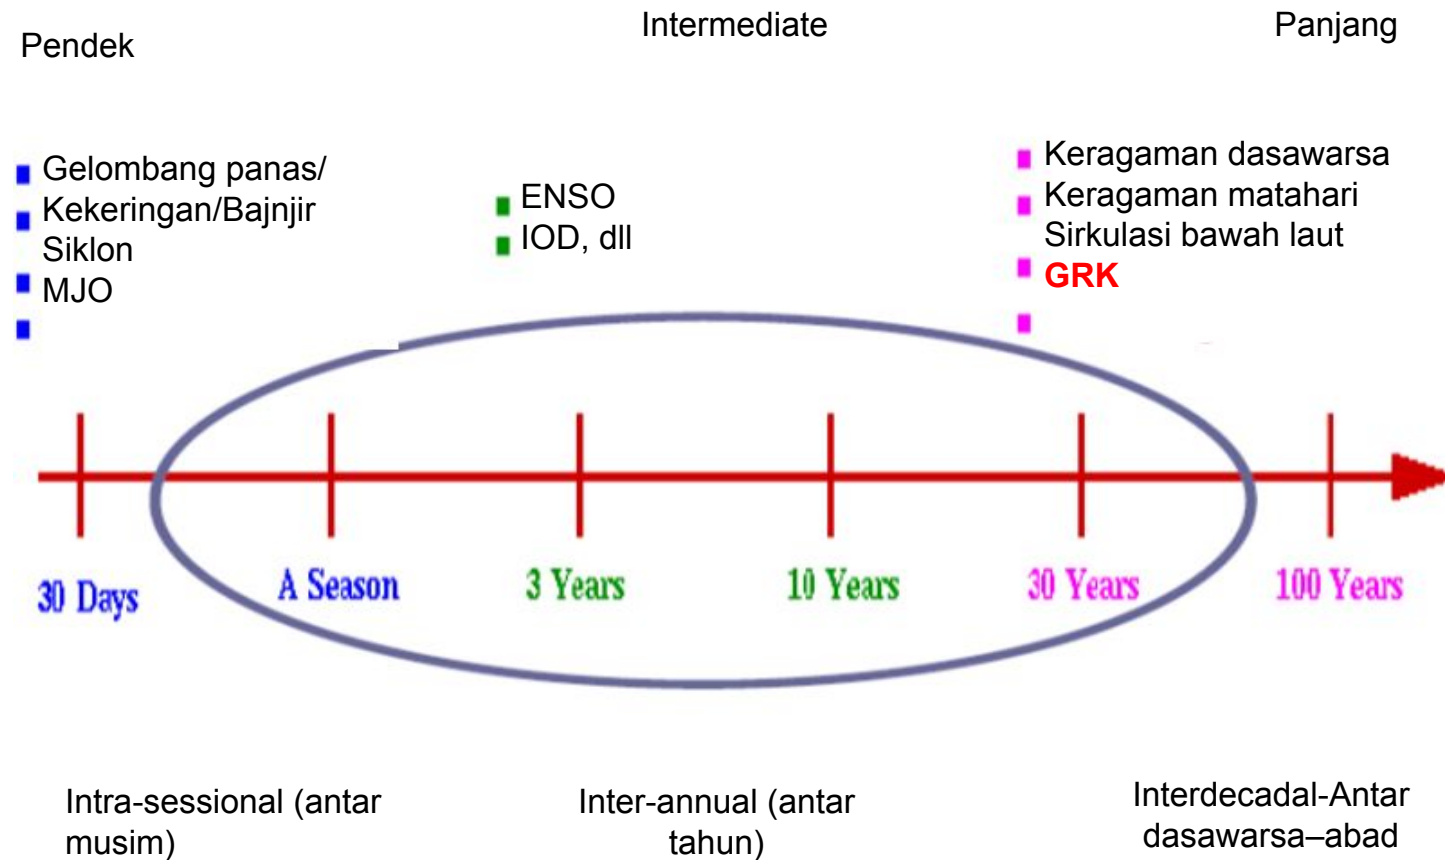 Pendek
Intermediate
Panjang
Gelombang panas/
Kekeringan/Bajnjir
Siklon
MJO
ENSO
IOD, dll
Keragaman dasawarsa
Keragaman matahari
Sirkulasi bawah laut
GRK
30 Days
A Season
3 Years
10 Years
30 Years
100 Years
Intra-sessional (antar
musim)
Inter-annual (antar
tahun)
Interdecadal-Antar
dasawarsa–abad